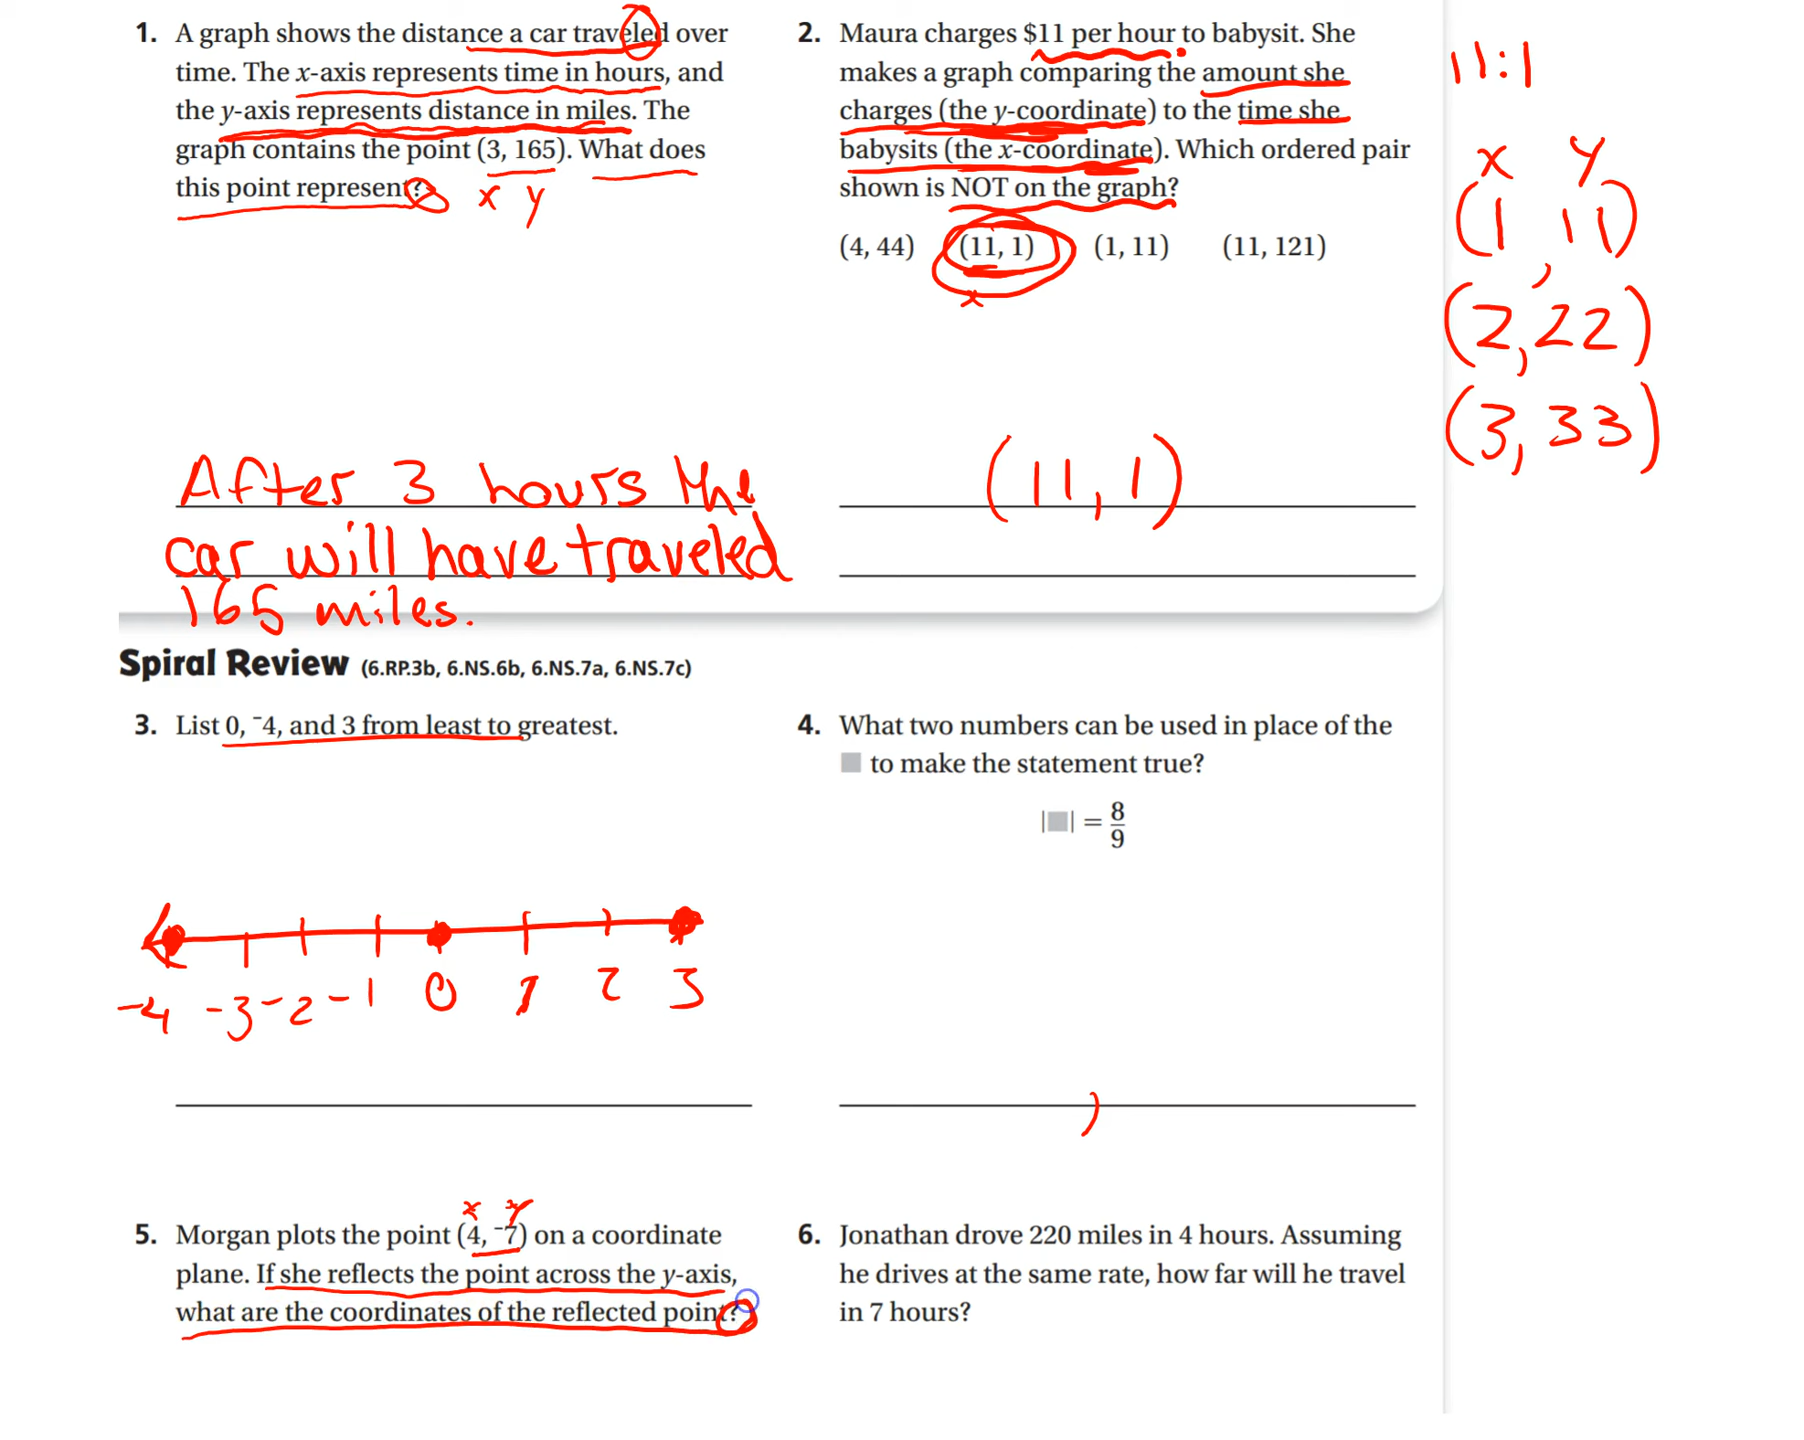 1. A graph shows the distance a car traveled over
time. The x-axis represents time in hours, and
the y-axis represents distance in miles. The
graph contains the point (3, 165). What does
this point represent?
x y
After 3 hours the
car will have traveled
165 miles.
2. Maura charges $11 per hour to babysit. She
makes a graph comparing the amount she
charges (the y-coordinate) to the time she
babysits (the x-coordinate). Which ordered pair
shown is NOT on the graph?
(4, 44) (11, 1) (1, 11) (11, 121)
x
(11, 1)
11:1
x y
(1, 11)
(2, 22)
(3, 33)
Spiral Review (6.RP.3b, 6.NS.6b, 6.NS.7a, 6.NS.7c)
3. List 0, ⁻4, and 3 from least to greatest.
-4 -3 -2 -1 0 1 2 3
4. What two numbers can be used in place of the
■ to make the statement true?
|■| = 8/9
)
x y
5. Morgan plots the point (4, ⁻7) on a coordinate
plane. If she reflects the point across the y-axis,
what are the coordinates of the reflected point?
6. Jonathan drove 220 miles in 4 hours. Assuming
he drives at the same rate, how far will he travel
in 7 hours?